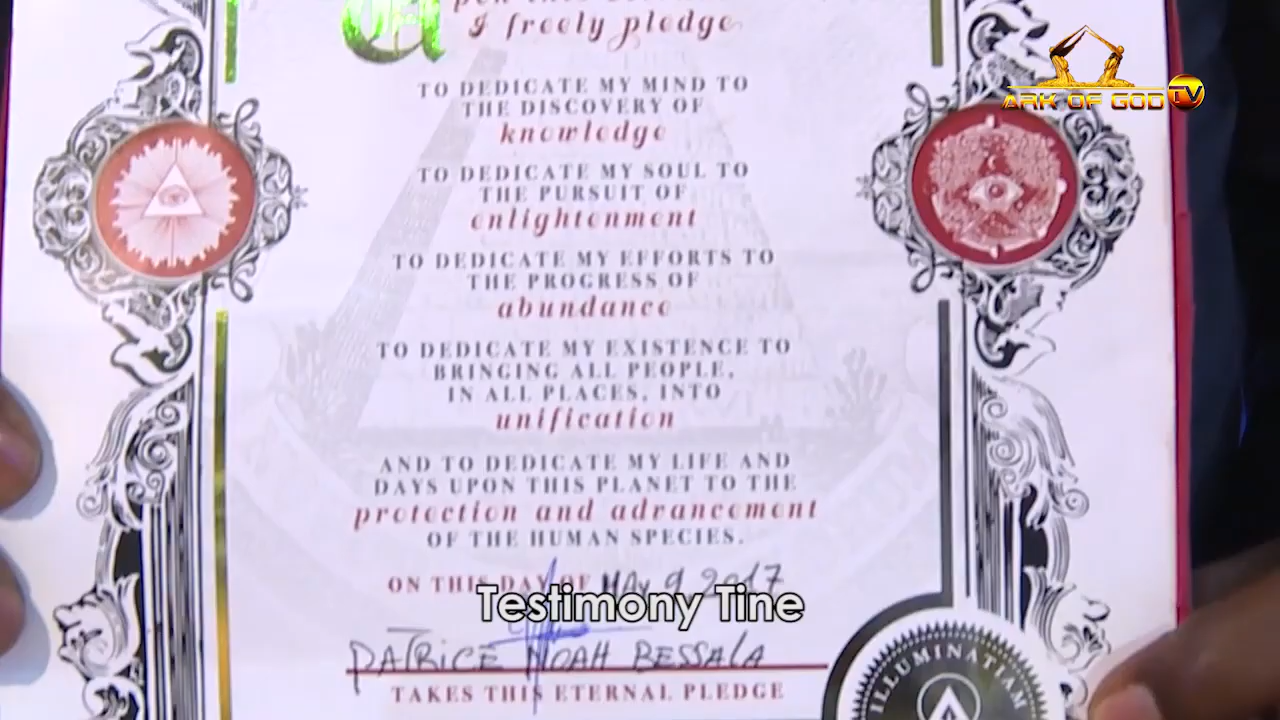 & freely pledge
ARK OF GOD TV
TO DEDICATE MY MIND TO
THE DISCOVERY OF
knowledge
TO DEDICATE MY SOUL TO
THE PURSUIT OF
enlightenment
TO DEDICATE MY EFFORTS TO
THE PROGRESS OF
abundance
TO DEDICATE MY EXISTENCE TO
BRINGING ALL PEOPLE,
IN ALL PLACES, INTO
unification
AND TO DEDICATE MY LIFE AND
DAYS UPON THIS PLANET TO THE
protection and advancement
OF THE HUMAN SPECIES.
ON THIS DAY OF MAY 9 2017
Testimony Tine
PATRICE NOAH BESSALA
TAKES THIS ETERNAL PLEDGE
ILLUMINATIAM